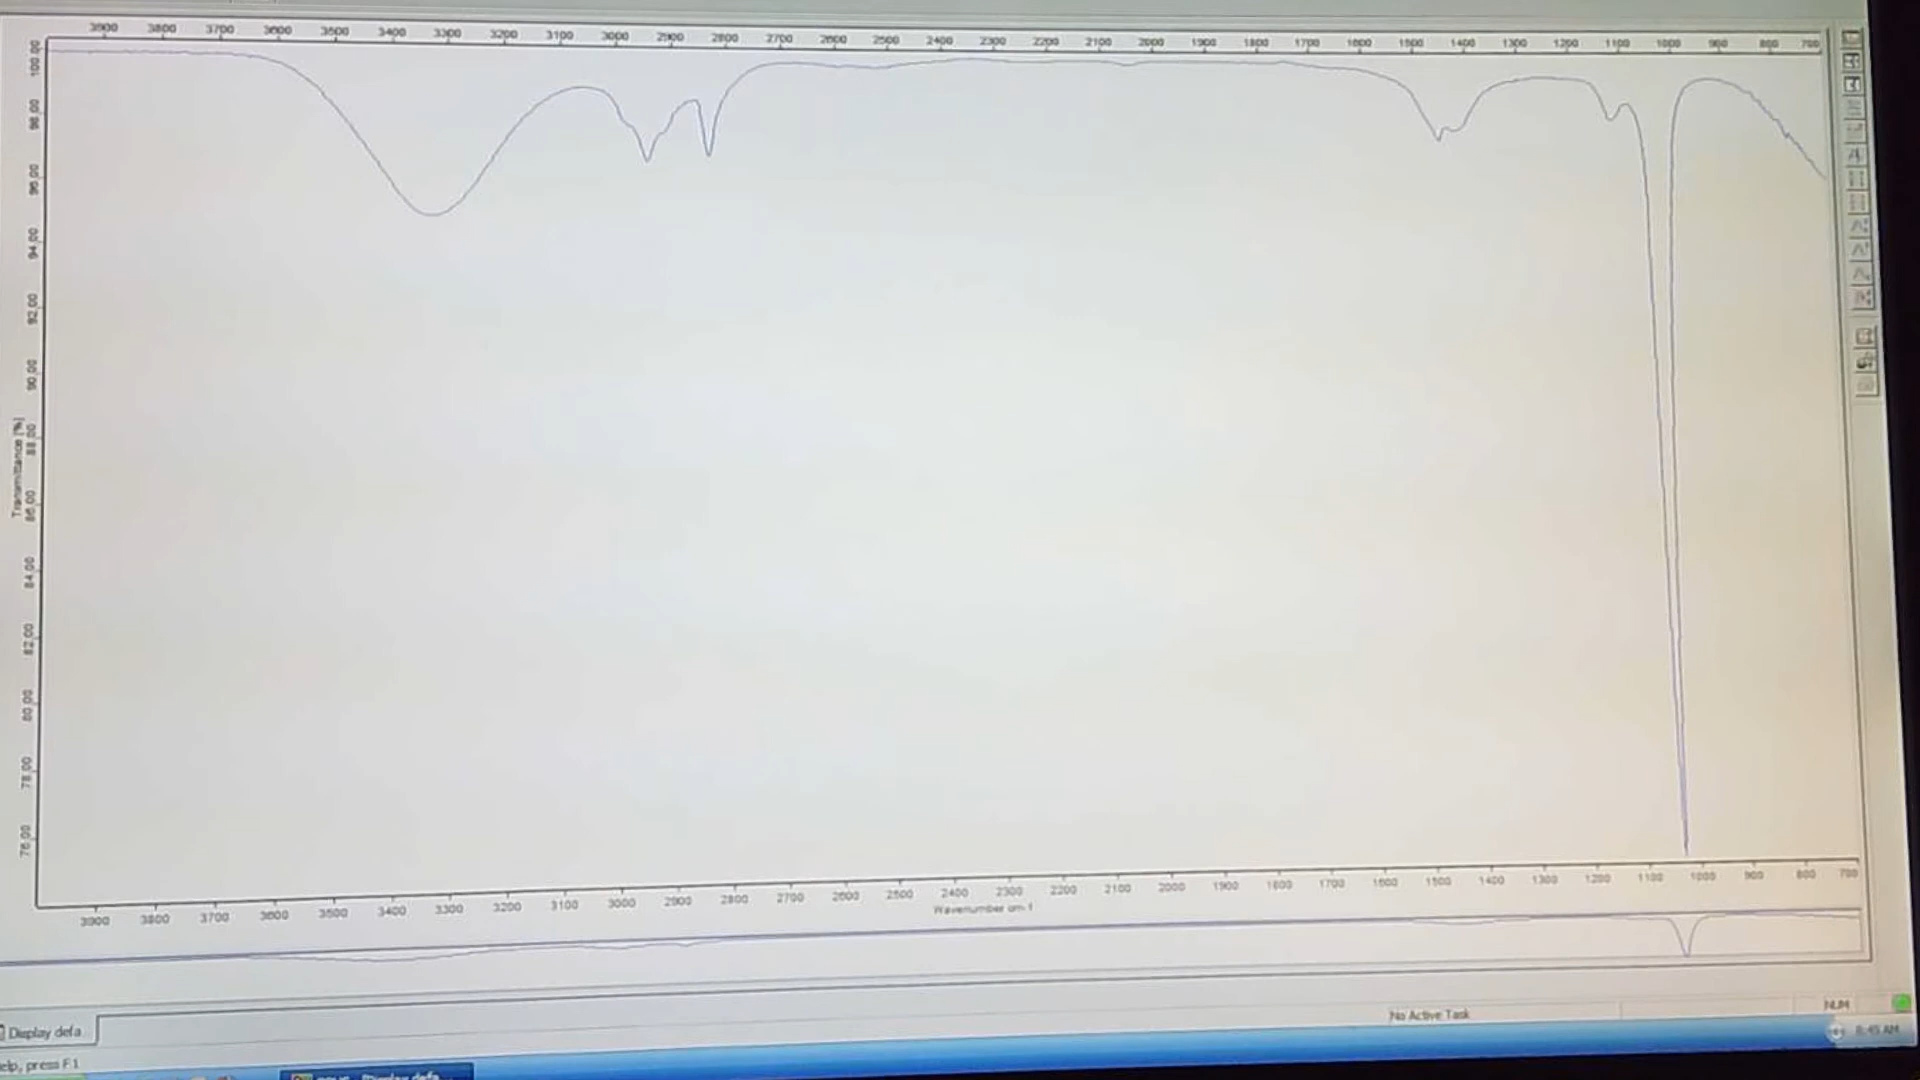 3900 3800 3700 3600 3500 3400 3300 3200 3100 3000 2900 2800 2700 2600 2500 2400 2300 2200 2100 2000 1900 1800 1700 1600 1500 1400 1300 1200 1100 1000 900 800 700
100.00
98.00
96.00
94.00
92.00
90.00
88.00
86.00
84.00
82.00
80.00
78.00
76.00
Transmittance [%]
3900 3800 3700 3600 3500 3400 3300 3200 3100 3000 2900 2800 2700 2600 2500 2400 2300 2200 2100 2000 1900 1800 1700 1600 1500 1400 1300 1200 1100 1000 900 800 700
Wavenumber cm-1
Display defa
No Active Task
NUM
elp, press F1
8:45 AM